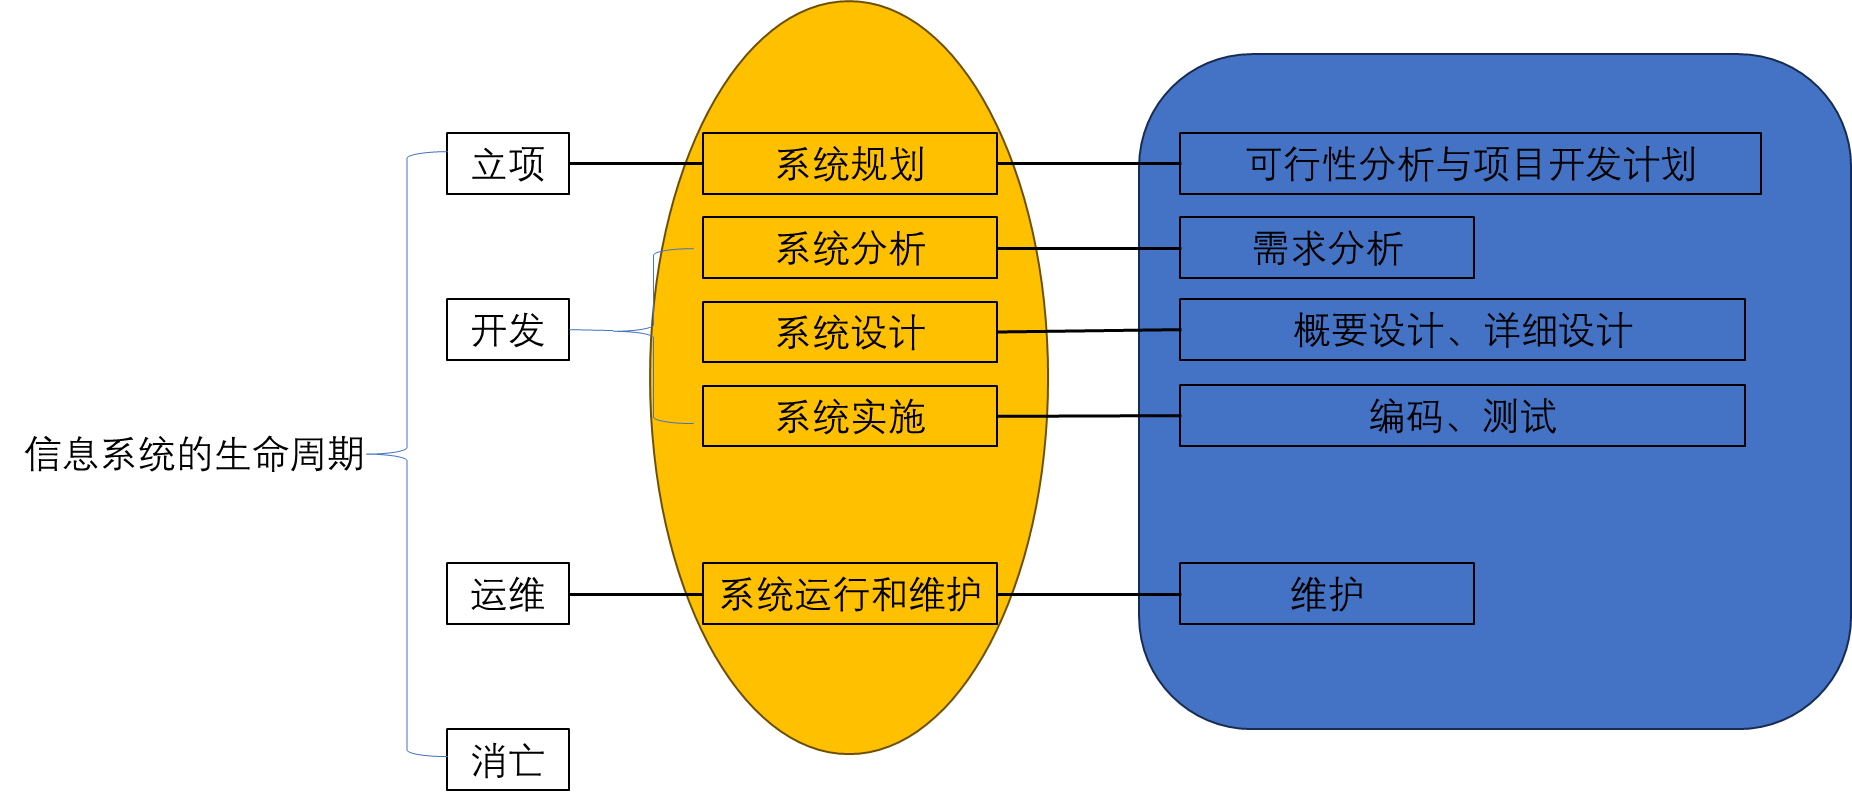 立项
系统规划
可行性分析与项目开发计划
系统分析
需求分析
开发
系统设计
概要设计、详细设计
系统实施
编码、测试
信息系统的生命周期
运维
系统运行和维护
维护
消亡